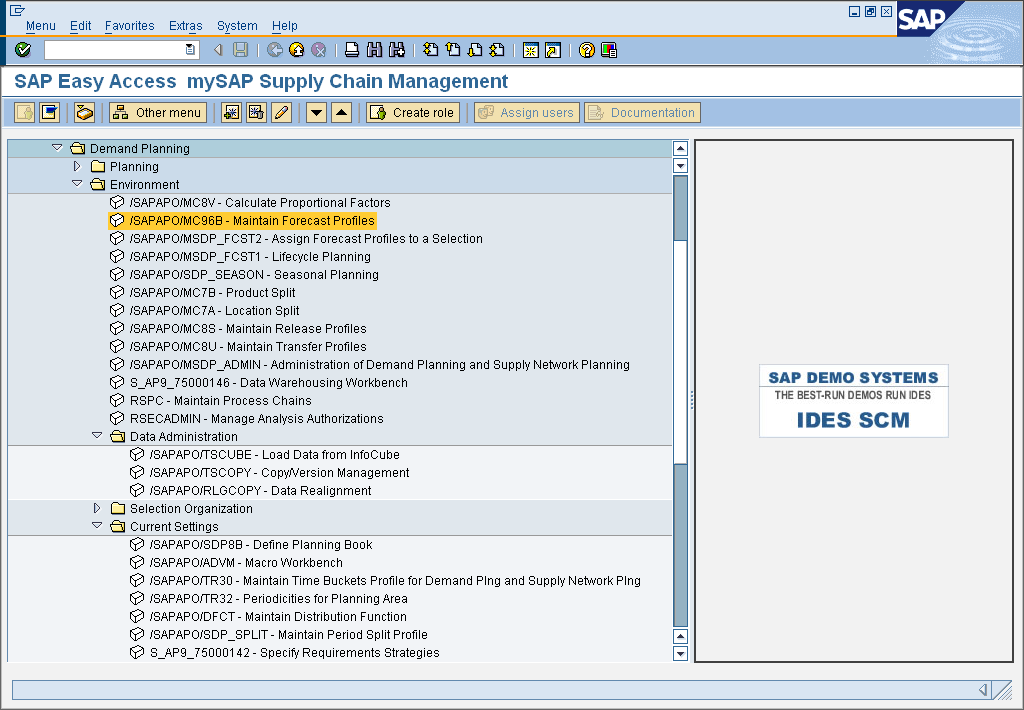 Menu Edit Favorites Extras System Help
SAP
SAP Easy Access mySAP Supply Chain Management
Other menu Create role Assign users Documentation
Demand Planning
Planning
Environment
/SAPAPO/MC8V - Calculate Proportional Factors
/SAPAPO/MC96B - Maintain Forecast Profiles
/SAPAPO/MSDP_FCST2 - Assign Forecast Profiles to a Selection
/SAPAPO/MSDP_FCST1 - Lifecycle Planning
/SAPAPO/SDP_SEASON - Seasonal Planning
/SAPAPO/MC7B - Product Split
/SAPAPO/MC7A - Location Split
/SAPAPO/MC8S - Maintain Release Profiles
/SAPAPO/MC8U - Maintain Transfer Profiles
/SAPAPO/MSDP_ADMIN - Administration of Demand Planning and Supply Network Planning
S_AP9_75000146 - Data Warehousing Workbench
RSPC - Maintain Process Chains
RSECADMIN - Manage Analysis Authorizations
Data Administration
/SAPAPO/TSCUBE - Load Data from InfoCube
/SAPAPO/TSCOPY - Copy/Version Management
/SAPAPO/RLGCOPY - Data Realignment
Selection Organization
Current Settings
/SAPAPO/SDP8B - Define Planning Book
/SAPAPO/ADVM - Macro Workbench
/SAPAPO/TR30 - Maintain Time Buckets Profile for Demand Plng and Supply Network Plng
/SAPAPO/TR32 - Periodicities for Planning Area
/SAPAPO/DFCT - Maintain Distribution Function
/SAPAPO/SDP_SPLIT - Maintain Period Split Profile
S_AP9_75000142 - Specify Requirements Strategies
SAP DEMO SYSTEMS
THE BEST-RUN DEMOS RUN IDES
IDES SCM